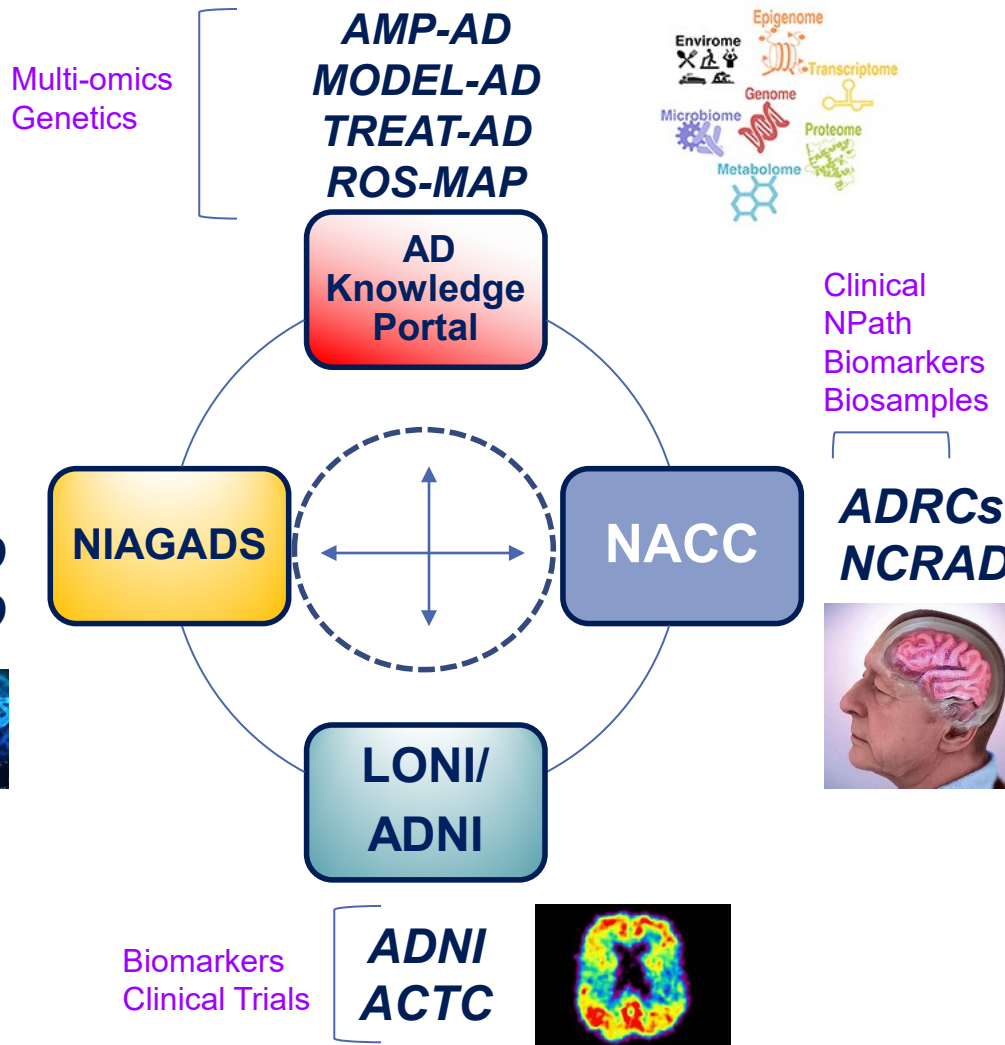 AMP-AD
MODEL-AD
TREAT-AD
ROS-MAP
Multi-omics
Genetics
Epigenome
Envirome
Transcriptome
Genome
Microbiome
Proteome
Metabolome
AD
Knowledge
Portal
Clinical
NPath
Biomarkers
Biosamples
NIAGADS
NACC
ADRCs
NCRAD
D
D
LONI/
ADNI
Biomarkers
Clinical Trials
ADNI
ACTC